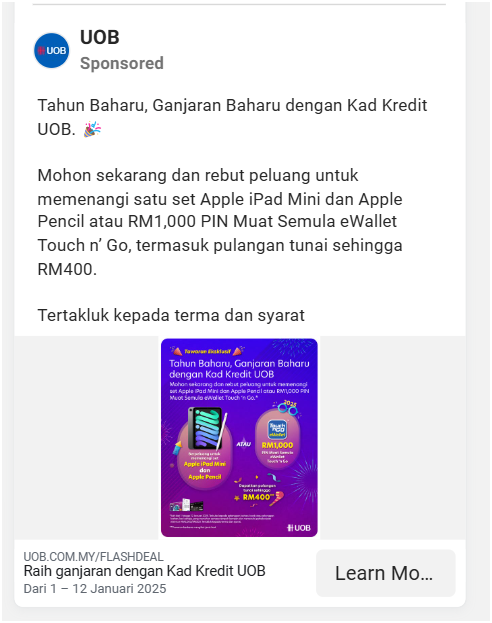 UOB
UOB
Sponsored
Tahun Baharu, Ganjaran Baharu dengan Kad Kredit
UOB.
Mohon sekarang dan rebut peluang untuk
memenangi satu set Apple iPad Mini dan Apple
Pencil atau RM1,000 PIN Muat Semula eWallet
Touch n’ Go, termasuk pulangan tunai sehingga
RM400.
Tertakluk kepada terma dan syarat
Tawaran Eksklusif
Tahun Baharu, Ganjaran Baharu
dengan Kad Kredit UOB
Mohon sekarang dan rebut peluang untuk memenangi
set Apple iPad Mini dan Apple Pencil atau RM1,000 PIN
Muat Semula eWallet Touch 'n Go.*
2025
Touch
'n Go
eWallet
ATAU
RM1,000
PIN Muat Semula
eWallet
Touch 'n Go
Berpeluang untuk
memenangi set
Apple iPad Mini
dan
Apple Pencil
Dapatkan pulangan
tunai sehingga
RM400
UOB
UOB.COM.MY/FLASHDEAL
Raih ganjaran dengan Kad Kredit UOB
Dari 1 – 12 Januari 2025
Learn Mo...